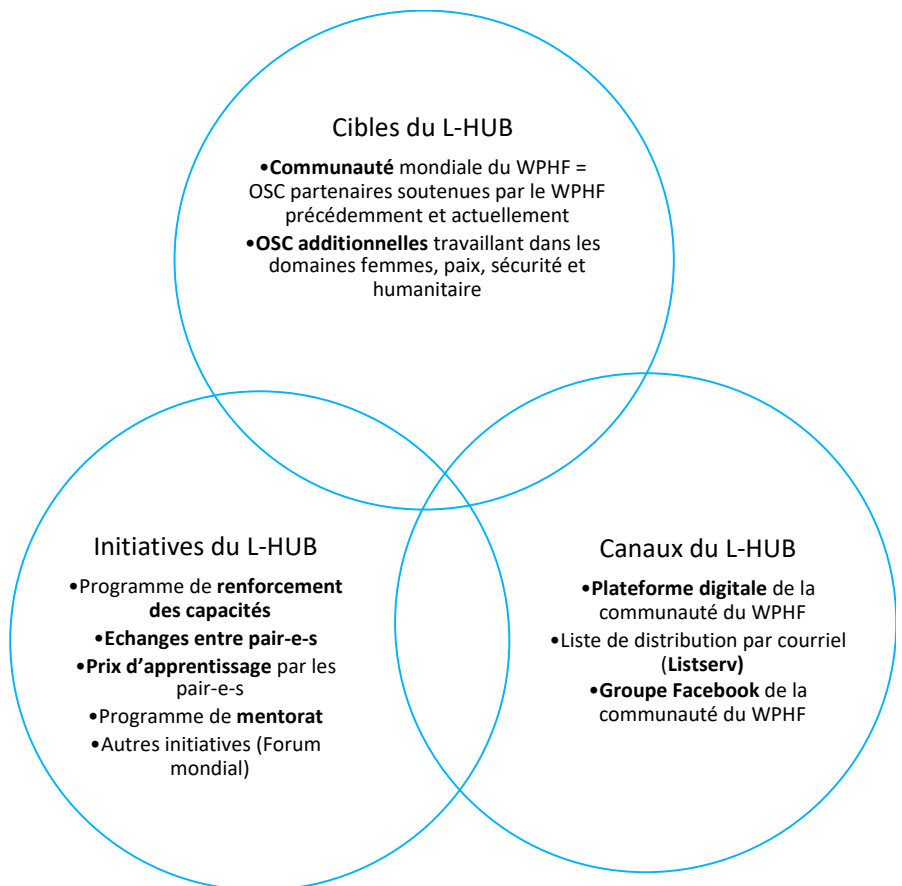 Cibles du L-HUB
•Communauté mondiale du WPHF =
OSC partenaires soutenues par le WPHF
précédemment et actuellement
•OSC additionnelles travaillant dans les
domaines femmes, paix, sécurité et
humanitaire
Initiatives du L-HUB
•Programme de renforcement
des capacités
•Echanges entre pair-e-s
•Prix d’apprentissage par les
pair-e-s
•Programme de mentorat
•Autres initiatives (Forum
mondial)
Canaux du L-HUB
•Plateforme digitale de la
communauté du WPHF
•Liste de distribution par courriel
(Listserv)
•Groupe Facebook de la
communauté du WPHF